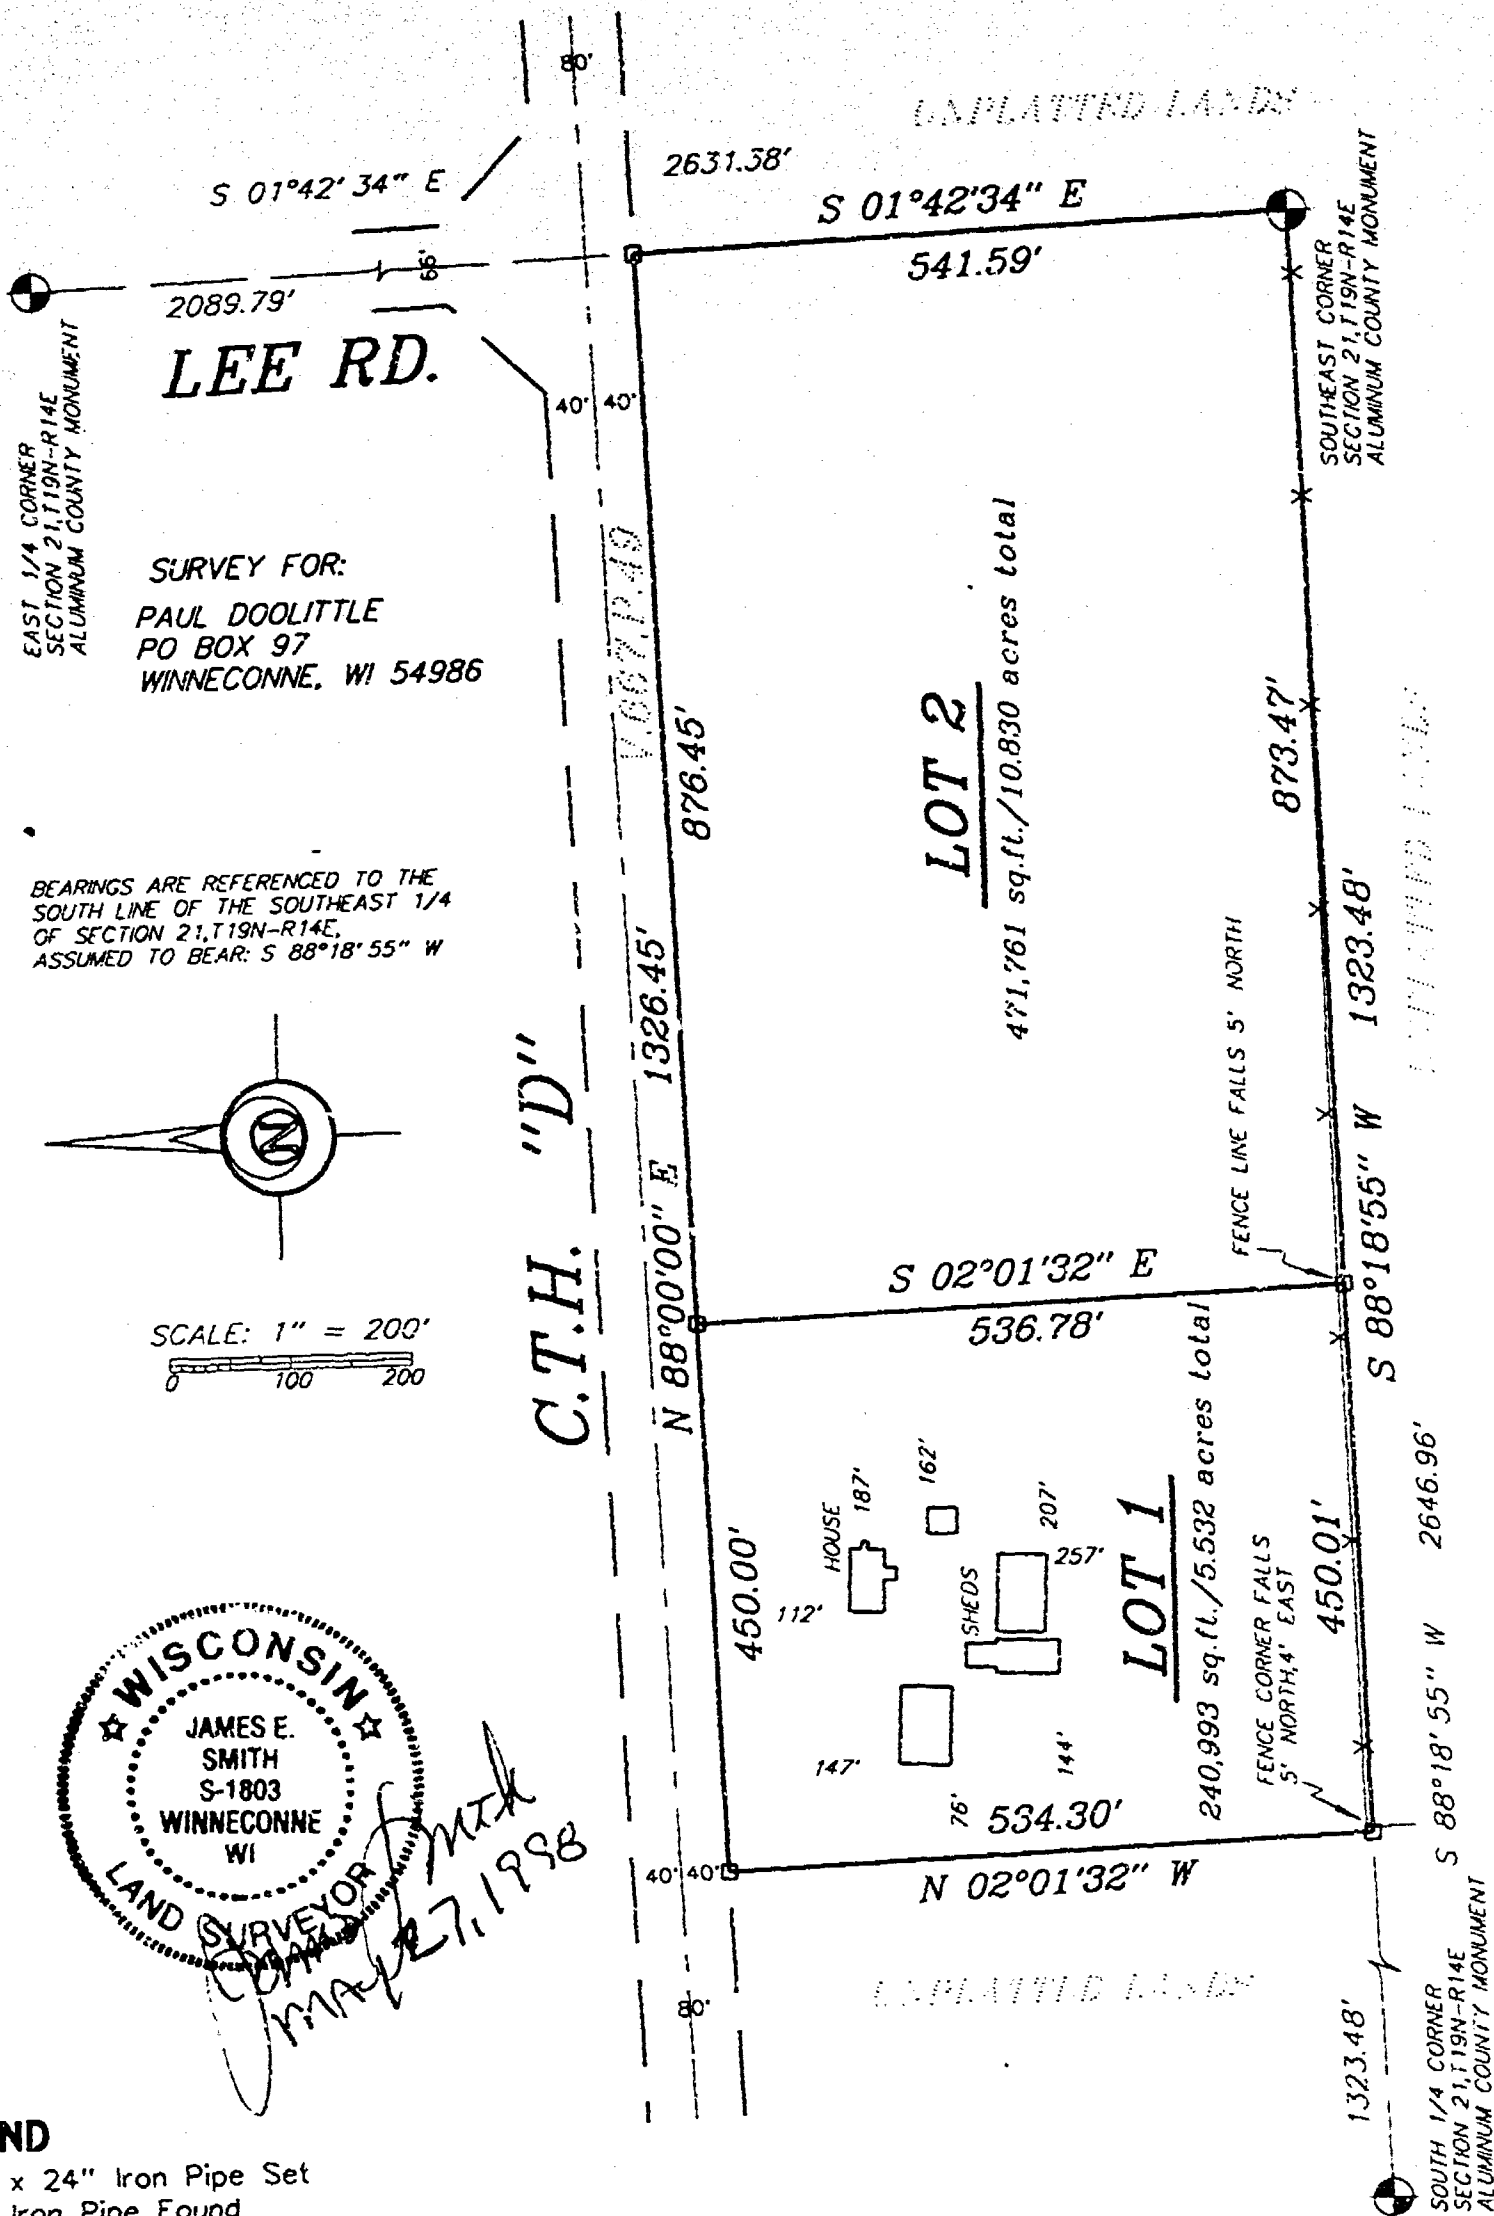 80'
UNPLATTED LANDS
S 01°42'34" E
2631.38'
S 01°42'34" E
541.59'
66'
2089.79'
LEE RD.
EAST 1/4 CORNER
SECTION 21,T19N-R14E
ALUMINUM COUNTY MONUMENT
SOUTHEAST CORNER
SECTION 21,T19N-R14E
ALUMINUM COUNTY MONUMENT
40' 40'
SURVEY FOR:
PAUL DOOLITTLE
PO BOX 97
WINNECONNE, WI 54986
V.667,P.49
876.45'
LOT 2
471,761 sq.ft./10.830 acres total
873.47'
UNPLATTED LANDS
BEARINGS ARE REFERENCED TO THE
SOUTH LINE OF THE SOUTHEAST 1/4
OF SECTION 21,T19N-R14E,
ASSUMED TO BEAR: S 88°18'55" W
N
C.T.H. "D"
N 88°00'00" E 1326.45'
FENCE LINE FALLS 5' NORTH
S 88°18'55" W 1323.48'
S 02°01'32" E
536.78'
SCALE: 1" = 200'
0 100 200
450.00'
HOUSE
187'
162'
112'
SHEDS
207'
257'
LOT 1
240,993 sq.ft./5.532 acres total
FENCE CORNER FALLS
5' NORTH,4' EAST
450.01'
S 88°18'55" W 2646.96'
147'
144'
76'
534.30'
N 02°01'32" W
40' 40'
WISCONSIN
JAMES E.
SMITH
S-1803
WINNECONNE
WI
LAND SURVEYOR
James Smith
May 27, 1998
80'
UNPLATTED LANDS
1323.48'
SOUTH 1/4 CORNER
SECTION 21,T19N-R14E
ALUMINUM COUNTY MONUMENT
ND
x 24" Iron Pipe Set
Iron Pipe Found